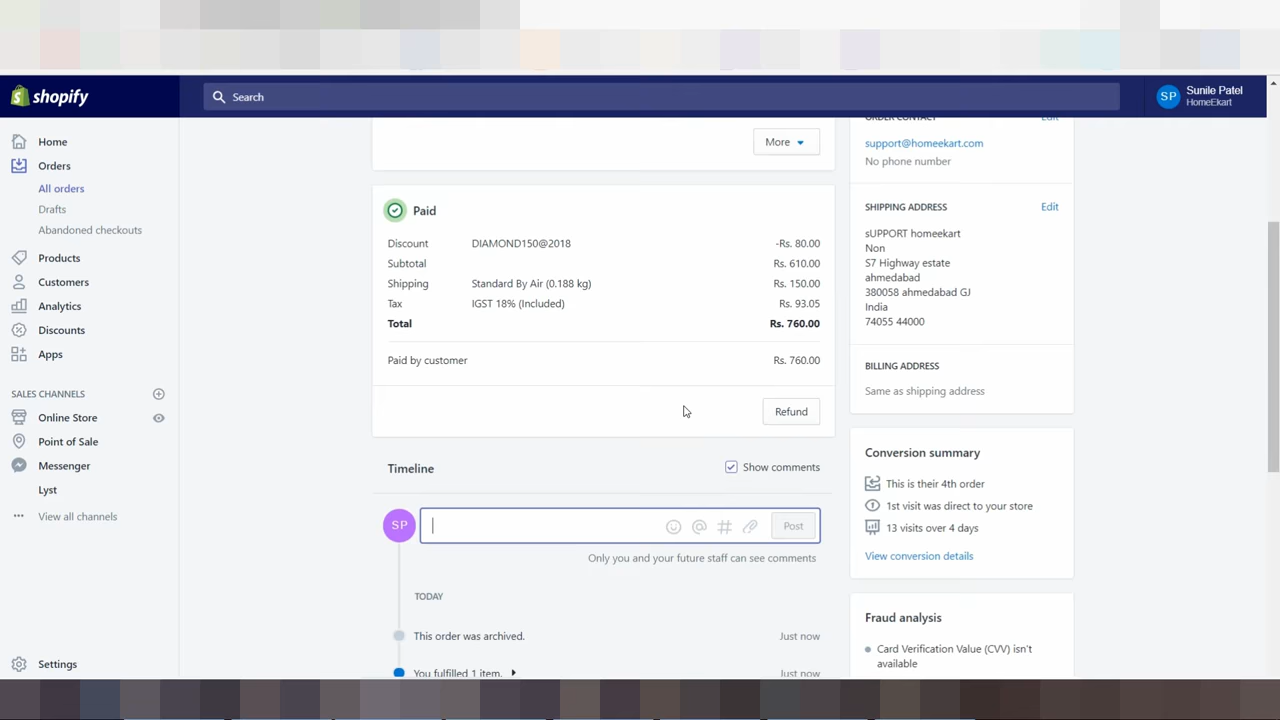 shopify
Search
SP
Sunile Patel
HomeEkart
Home
Orders
All orders
Drafts
Abandoned checkouts
Products
Customers
Analytics
Discounts
Apps
SALES CHANNELS
Online Store
Point of Sale
Messenger
Lyst
View all channels
Settings
More
Paid
Discount DIAMOND150@2018 -Rs. 80.00
Subtotal Rs. 610.00
Shipping Standard By Air (0.188 kg) Rs. 150.00
Tax IGST 18% (Included) Rs. 93.05
Total Rs. 760.00
Paid by customer Rs. 760.00
Refund
Timeline
Show comments
SP
Post
Only you and your future staff can see comments
TODAY
This order was archived. Just now
You fulfilled 1 item. Just now
ORDER CONTACT Edit
support@homeekart.com
No phone number
SHIPPING ADDRESS Edit
sUPPORT homeekart
Non
S7 Highway estate
ahmedabad
380058 ahmedabad GJ
India
74055 44000
BILLING ADDRESS
Same as shipping address
Conversion summary
This is their 4th order
1st visit was direct to your store
13 visits over 4 days
View conversion details
Fraud analysis
Card Verification Value (CVV) isn't
available